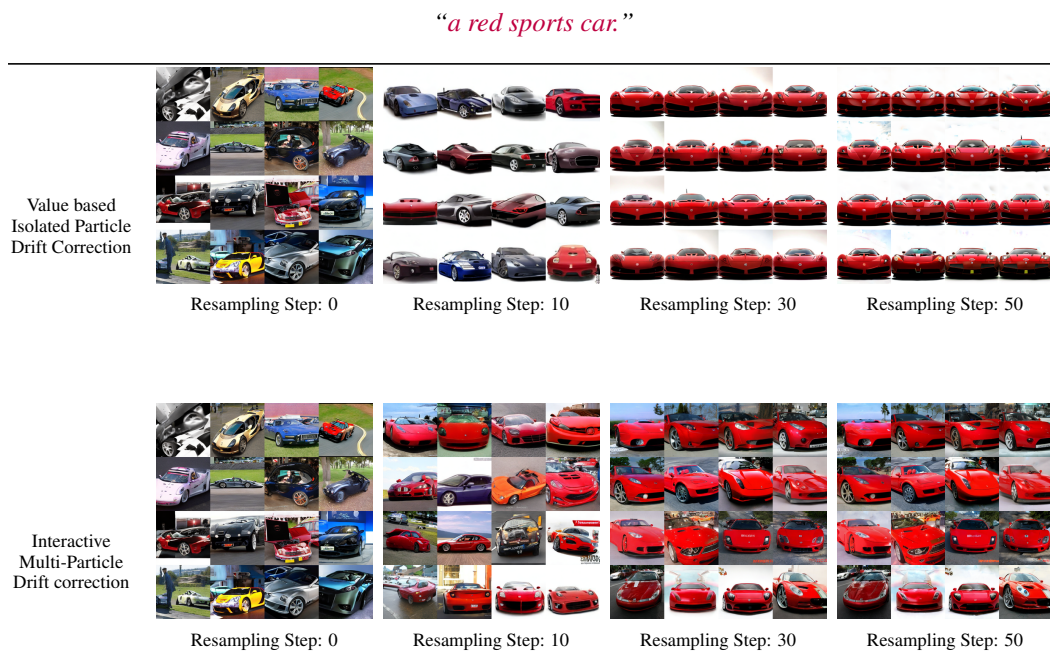 “a red sports car.”
Value based
Isolated Particle
Drift Correction
Resampling Step: 0
Resampling Step: 10
Resampling Step: 30
Resampling Step: 50
Interactive
Multi-Particle
Drift correction
Resampling Step: 0
Resampling Step: 10
Resampling Step: 30
Resampling Step: 50